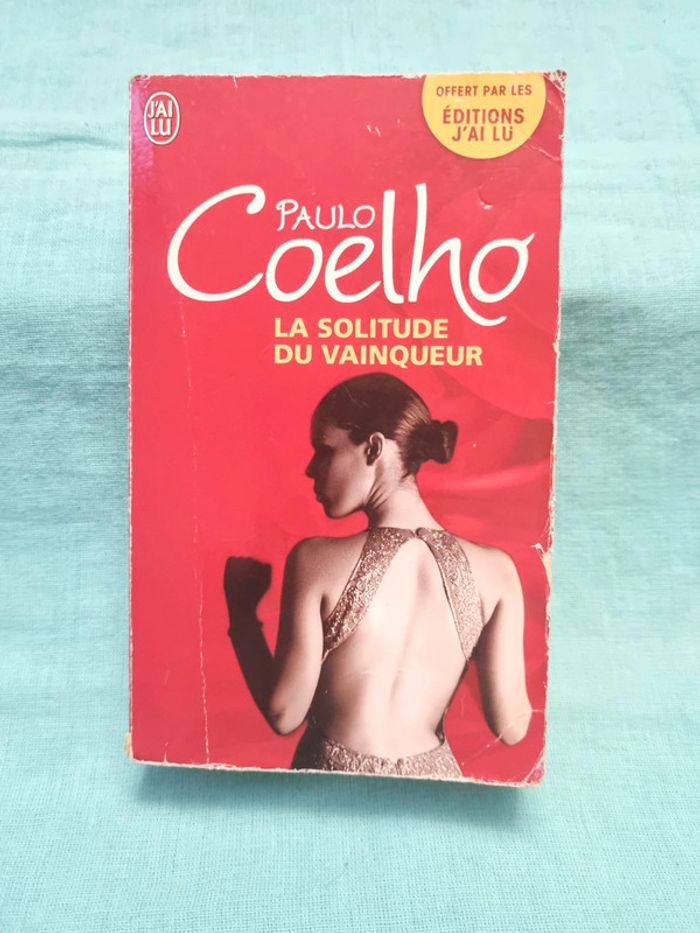 J'AI
LU
OFFERT PAR LES
ÉDITIONS
J'AI LU
PAULO
Coelho
LA SOLITUDE
DU VAINQUEUR